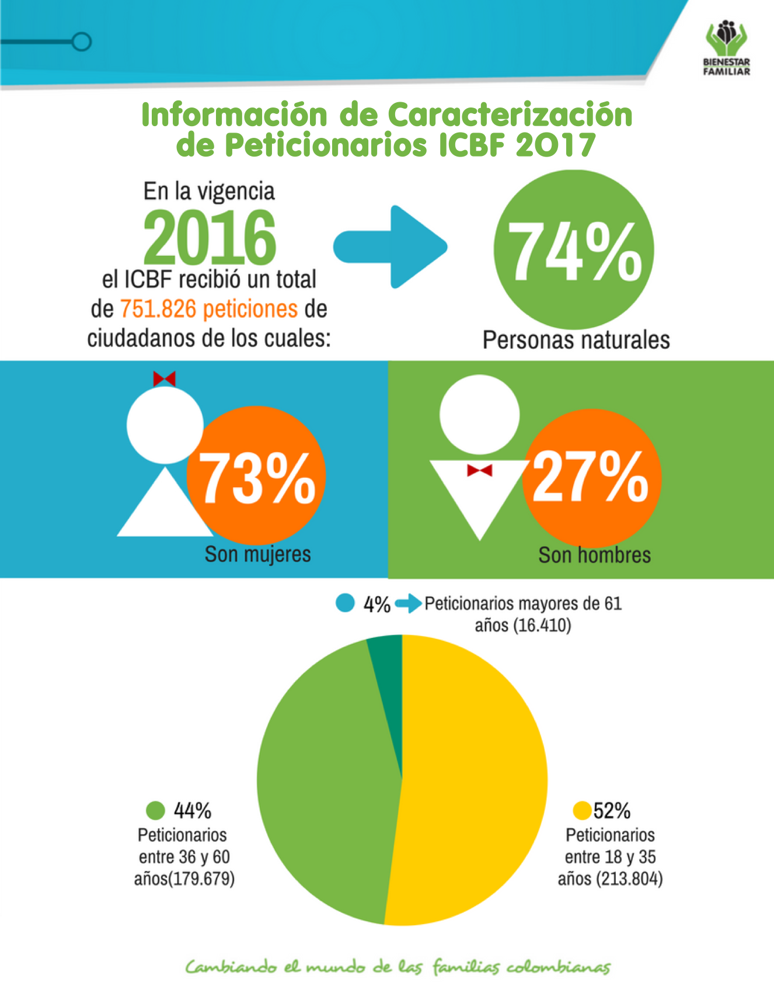 BIENESTAR
FAMILIAR
Información de Caracterización
de Peticionarios ICBF 2017
En la vigencia
2016
el ICBF recibió un total
de 751.826 peticiones de
ciudadanos de los cuales:
74%
Personas naturales
73%
Son mujeres
27%
Son hombres
4% Peticionarios mayores de 61
años (16.410)
44%
Peticionarios
entre 36 y 60
años(179.679)
52%
Peticionarios
entre 18 y 35
años (213.804)
Cambiando el mundo de las familias colombianas